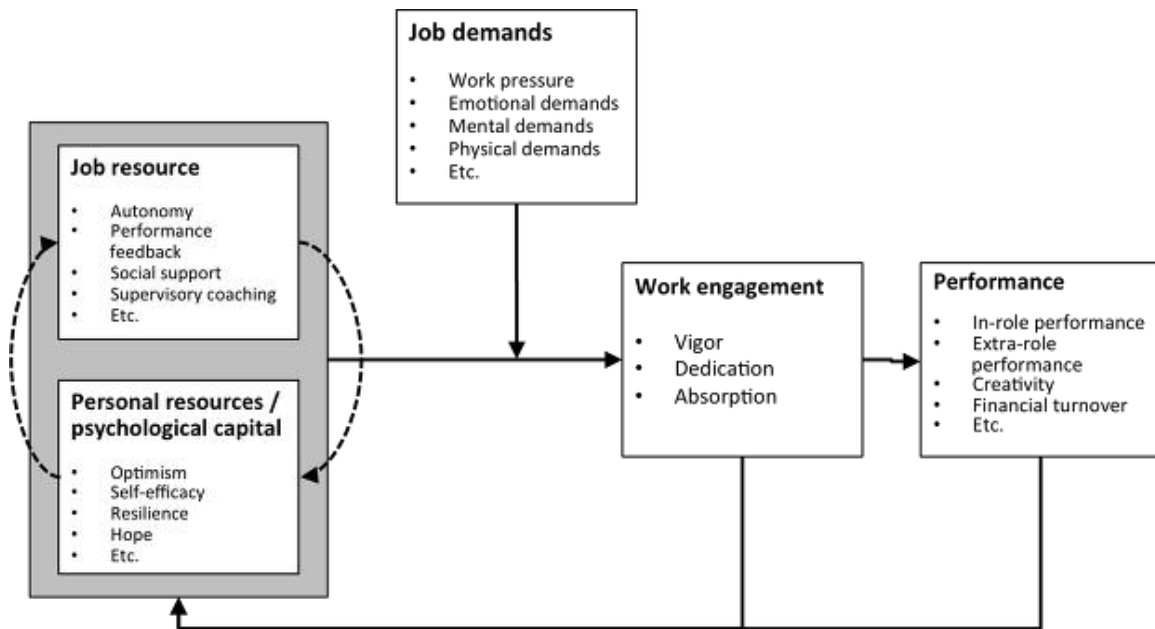 Job demands
• Work pressure
• Emotional demands
• Mental demands
• Physical demands
• Etc.
Job resource
• Autonomy
• Performance
feedback
• Social support
• Supervisory coaching
• Etc.
Personal resources /
psychological capital
• Optimism
• Self-efficacy
• Resilience
• Hope
• Etc.
Work engagement
• Vigor
• Dedication
• Absorption
Performance
• In-role performance
• Extra-role
performance
• Creativity
• Financial turnover
• Etc.